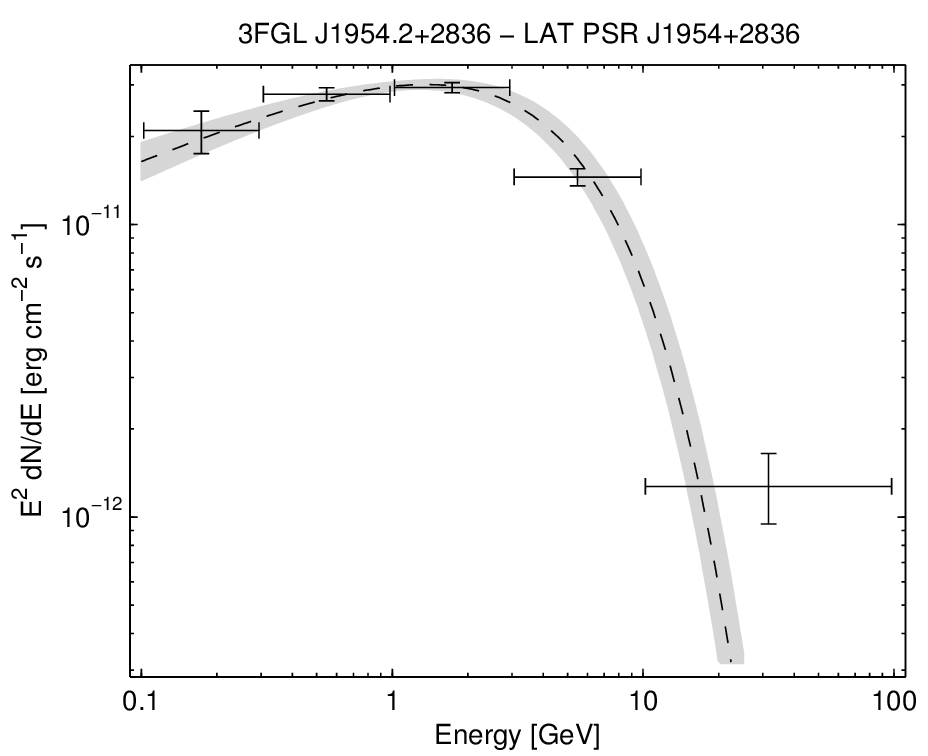 3FGL J1954.2+2836 − LAT PSR J1954+2836
E² dN/dE [erg cm⁻² s⁻¹]
10⁻¹¹
10⁻¹²
0.1 1 10 100
Energy [GeV]